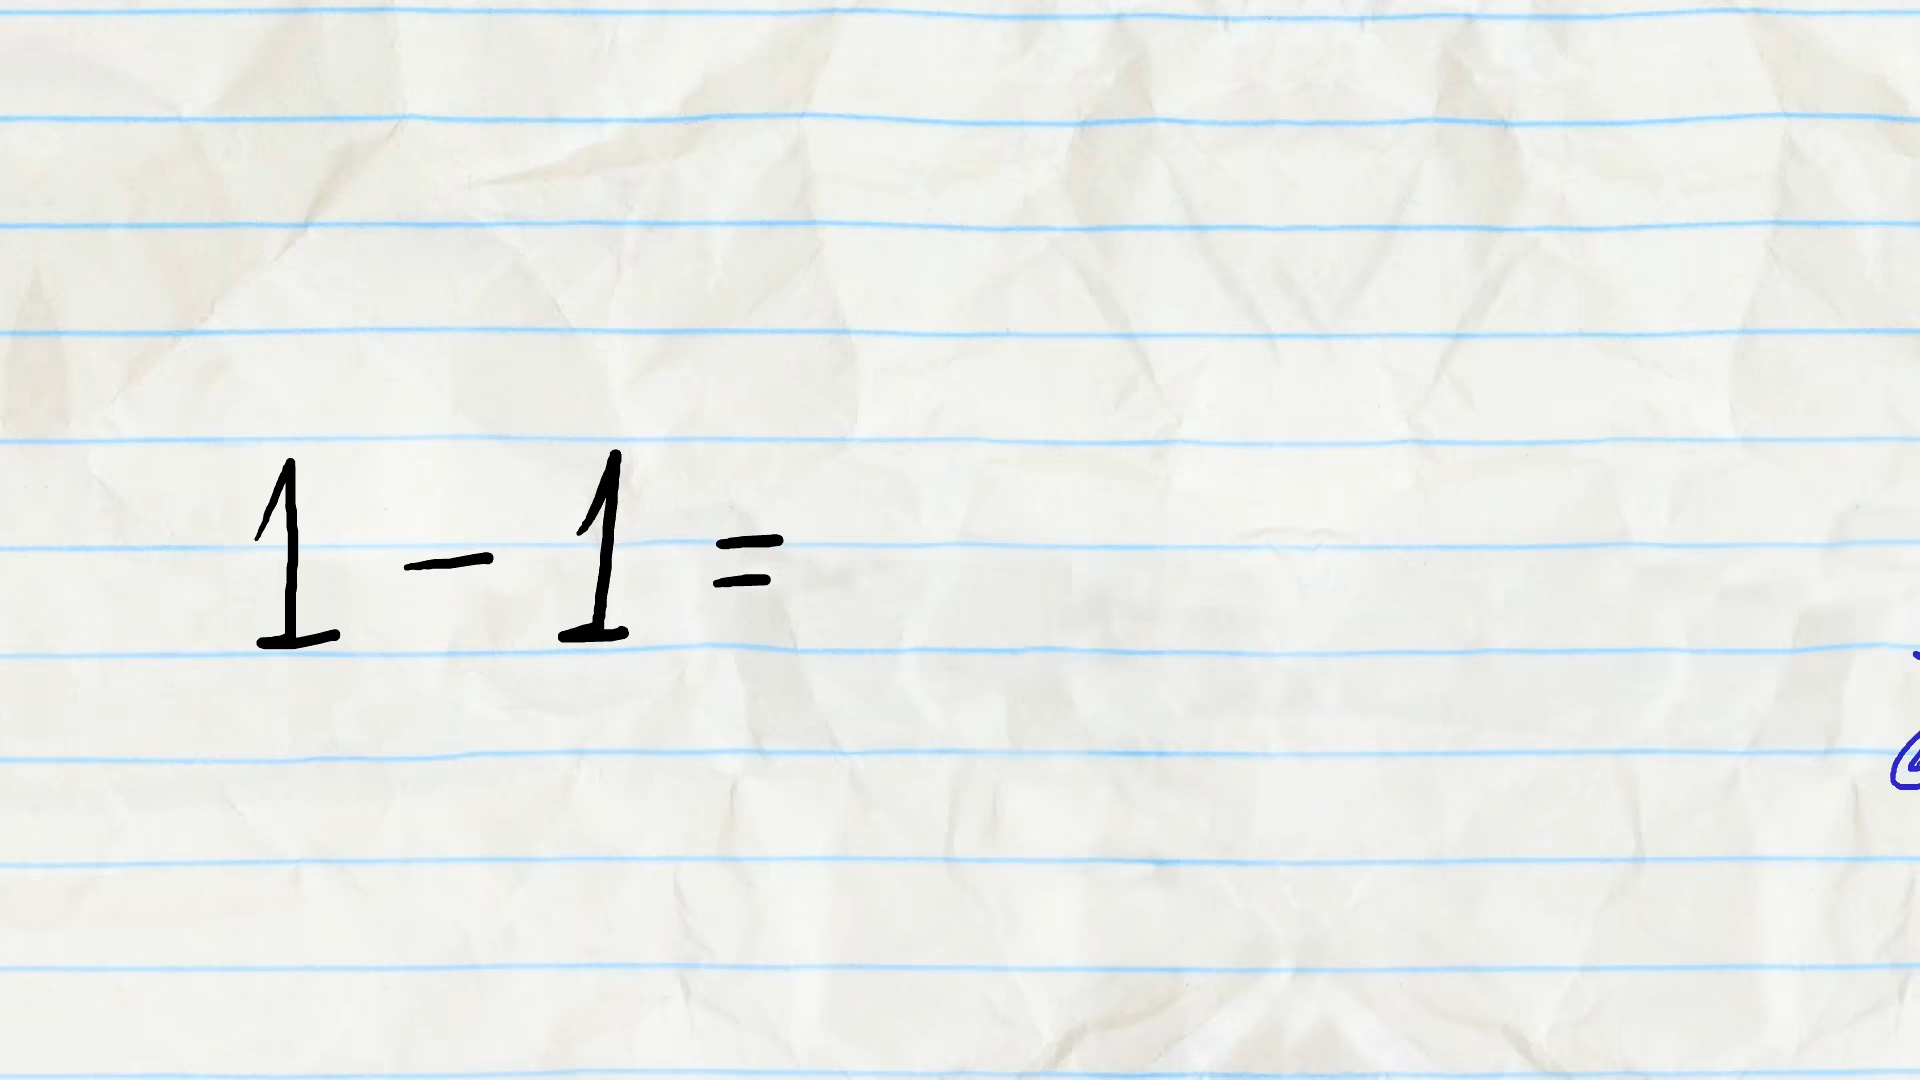 1 - 1 =